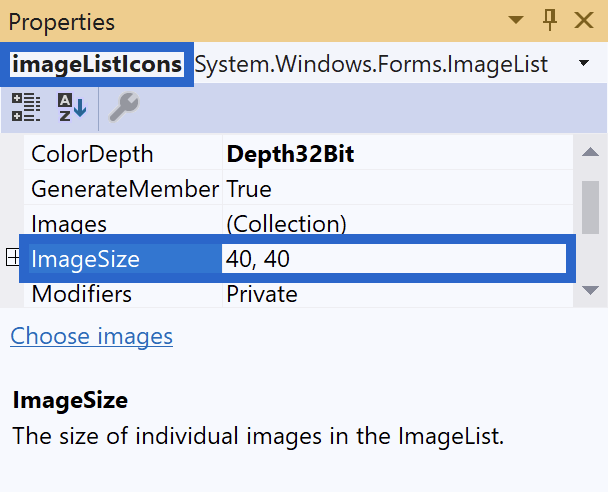 Properties
imageListIcons System.Windows.Forms.ImageList
ColorDepth Depth32Bit
GenerateMember True
Images (Collection)
ImageSize 40, 40
Modifiers Private
Choose images
ImageSize
The size of individual images in the ImageList.